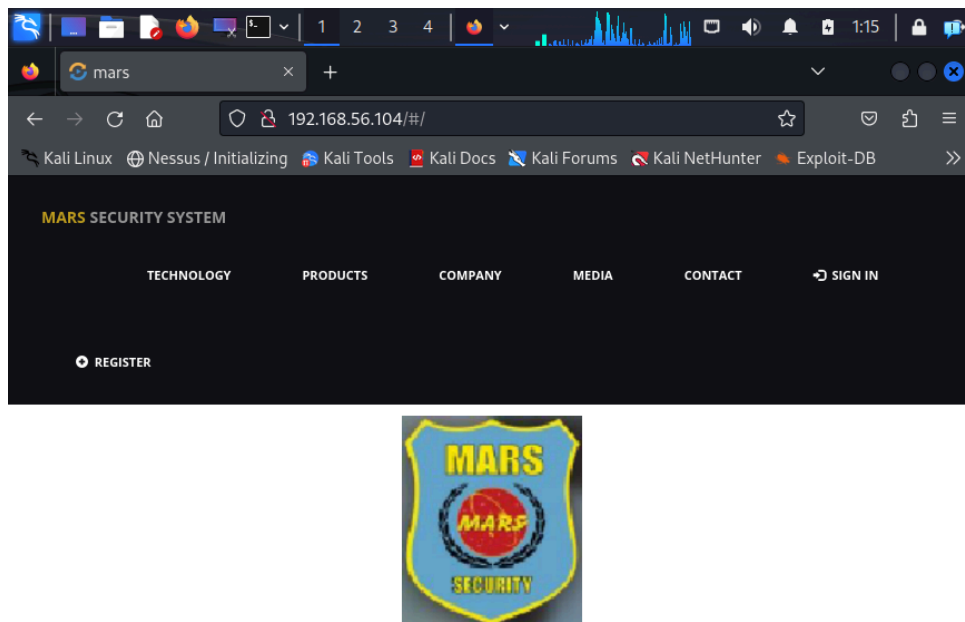 1 2 3 4 1:15
mars
192.168.56.104/#/
Kali Linux Nessus / Initializing Kali Tools Kali Docs Kali Forums Kali NetHunter Exploit-DB
MARS SECURITY SYSTEM
TECHNOLOGY PRODUCTS COMPANY MEDIA CONTACT SIGN IN
REGISTER
MARS
MARS
SECURITY